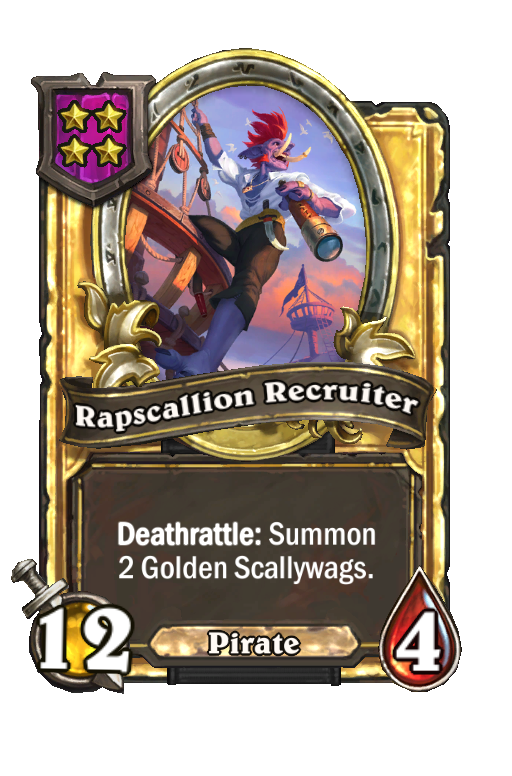 Rapscallion Recruiter
Deathrattle: Summon
2 Golden Scallywags.
12
Pirate
4